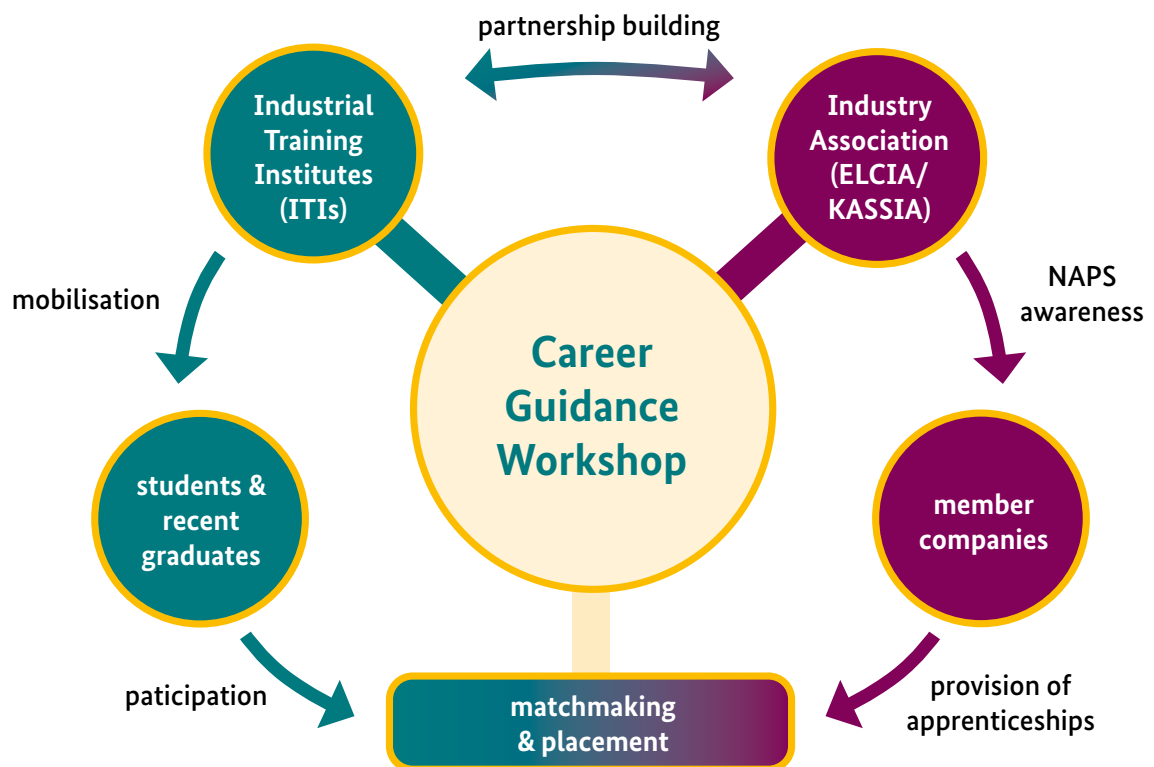 partnership building
Industrial
Training
Institutes
(ITIs)
Industry
Association
(ELCIA/
KASSIA)
mobilisation
NAPS
awareness
Career
Guidance
Workshop
students &
recent
graduates
member
companies
paticipation
matchmaking
& placement
provision of
apprenticeships